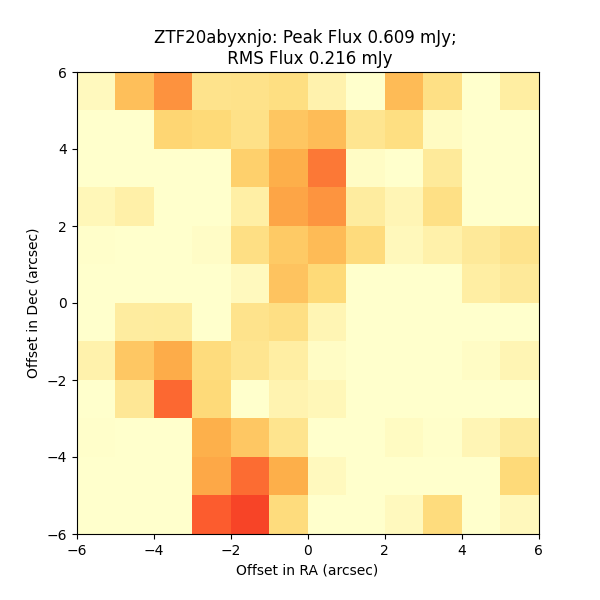 ZTF20abyxnjo: Peak Flux 0.609 mJy;
RMS Flux 0.216 mJy
6
4
2
0
−2
−4
−6
Offset in Dec (arcsec)
−6 −4 −2 0 2 4 6
Offset in RA (arcsec)